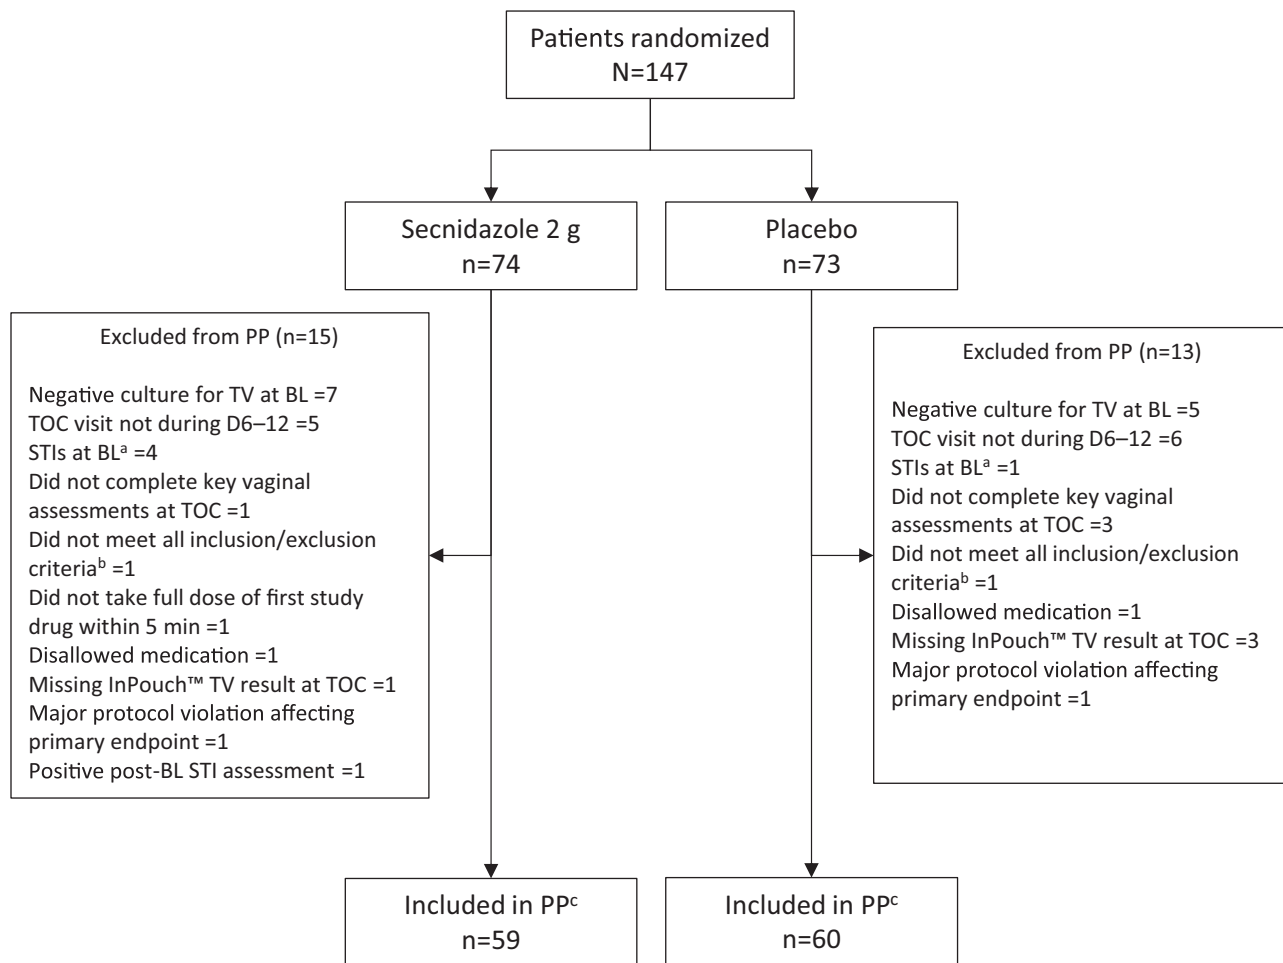 Patients randomized
N=147
Secnidazole 2 g
n=74
Placebo
n=73
Excluded from PP (n=15)
Negative culture for TV at BL =7
TOC visit not during D6–12 =5
STIs at BLᵃ =4
Did not complete key vaginal
assessments at TOC =1
Did not meet all inclusion/exclusion
criteriaᵇ =1
Did not take full dose of first study
drug within 5 min =1
Disallowed medication =1
Missing InPouch™ TV result at TOC =1
Major protocol violation affecting
primary endpoint =1
Positive post-BL STI assessment =1
Excluded from PP (n=13)
Negative culture for TV at BL =5
TOC visit not during D6–12 =6
STIs at BLᵃ =1
Did not complete key vaginal
assessments at TOC =3
Did not meet all inclusion/exclusion
criteriaᵇ =1
Disallowed medication =1
Missing InPouch™ TV result at TOC =3
Major protocol violation affecting
primary endpoint =1
Included in PPᶜ
n=59
Included in PPᶜ
n=60